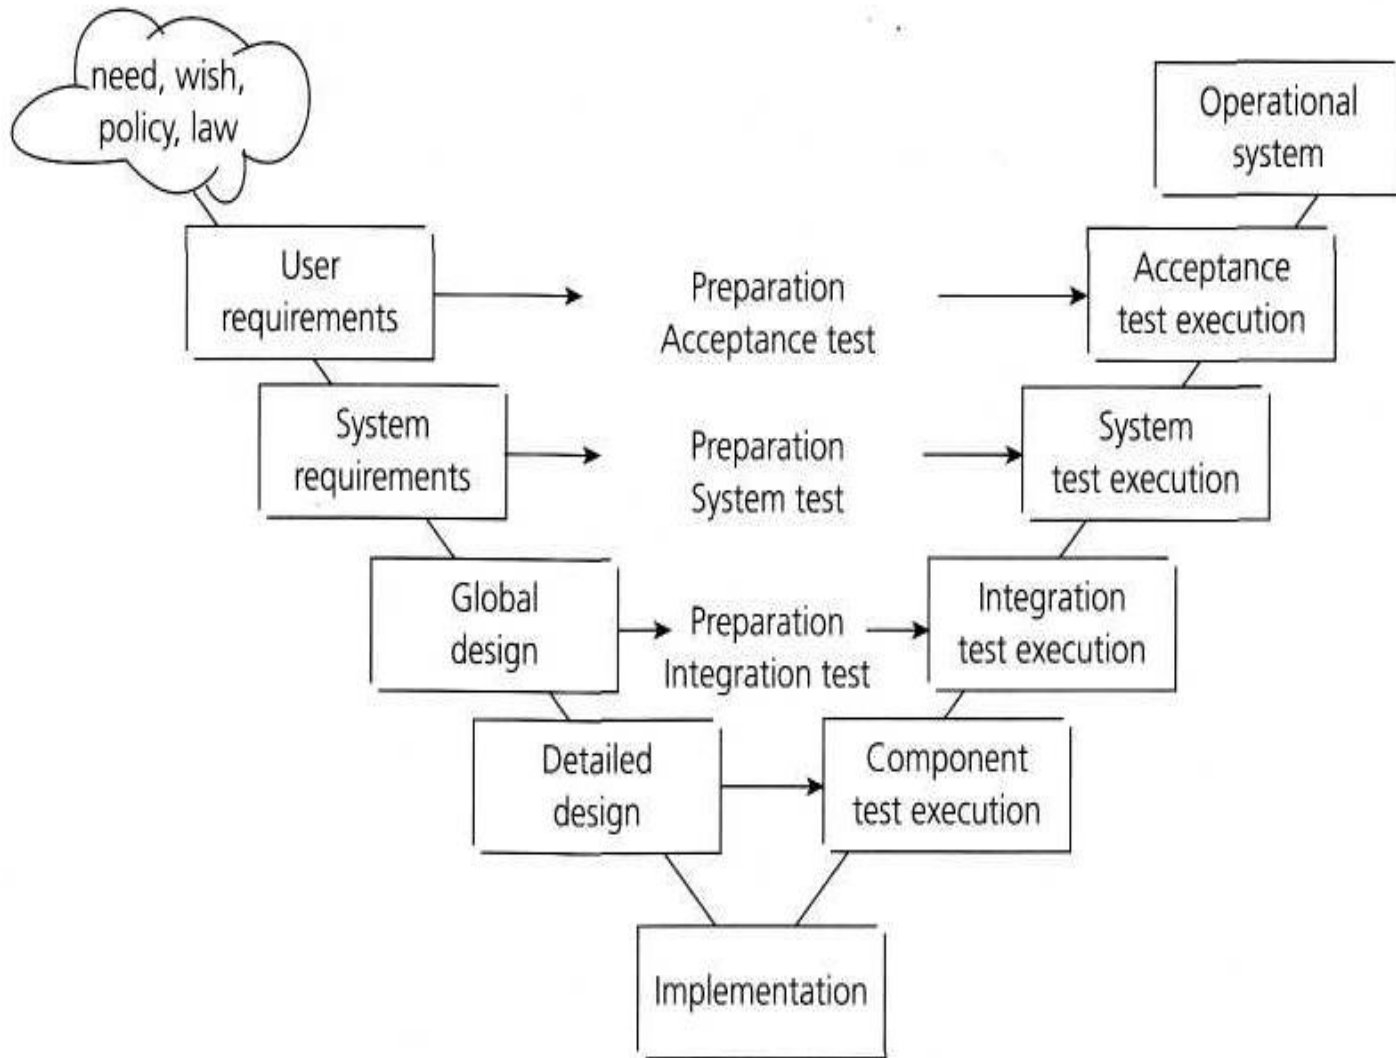 need, wish,
policy, law
Operational
system
User
requirements
Preparation
Acceptance test
Acceptance
test execution
System
requirements
Preparation
System test
System
test execution
Global
design
Preparation
Integration test
Integration
test execution
Detailed
design
Component
test execution
Implementation